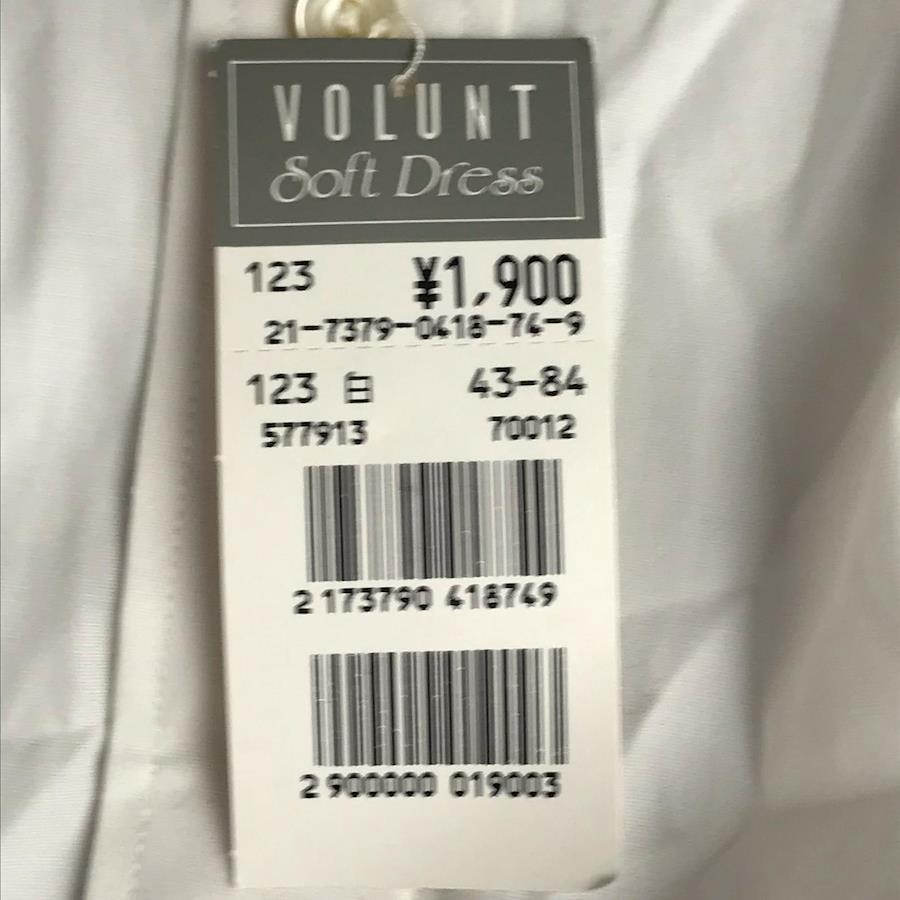 VOLUNT
Soft Dress
123 ¥1,900
21-7379-0418-74-9
123 白 43-84
577913 70012
2 173790 418749
2 900000 019003